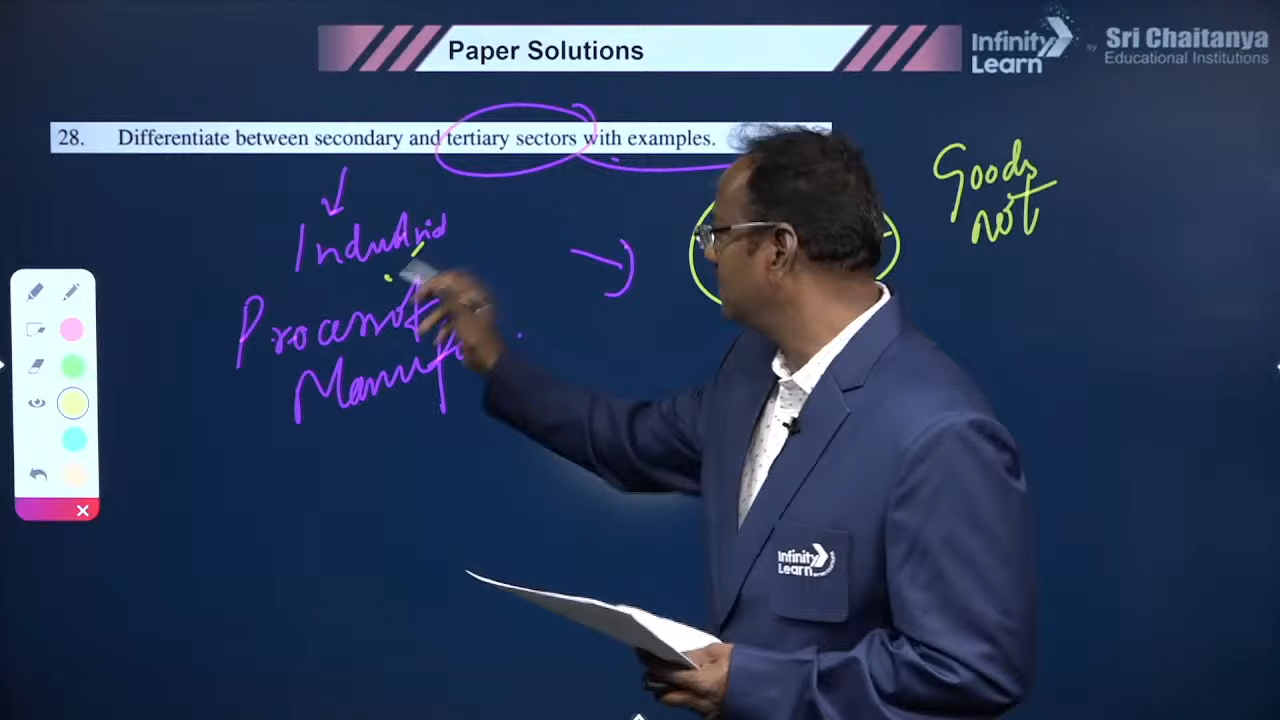 Paper Solutions
Infinity Learn
by Sri Chaitanya
Educational Institutions
28. Differentiate between secondary and tertiary sectors with examples.
Goods
not
Industrial
Manuf
Infinity
Learn